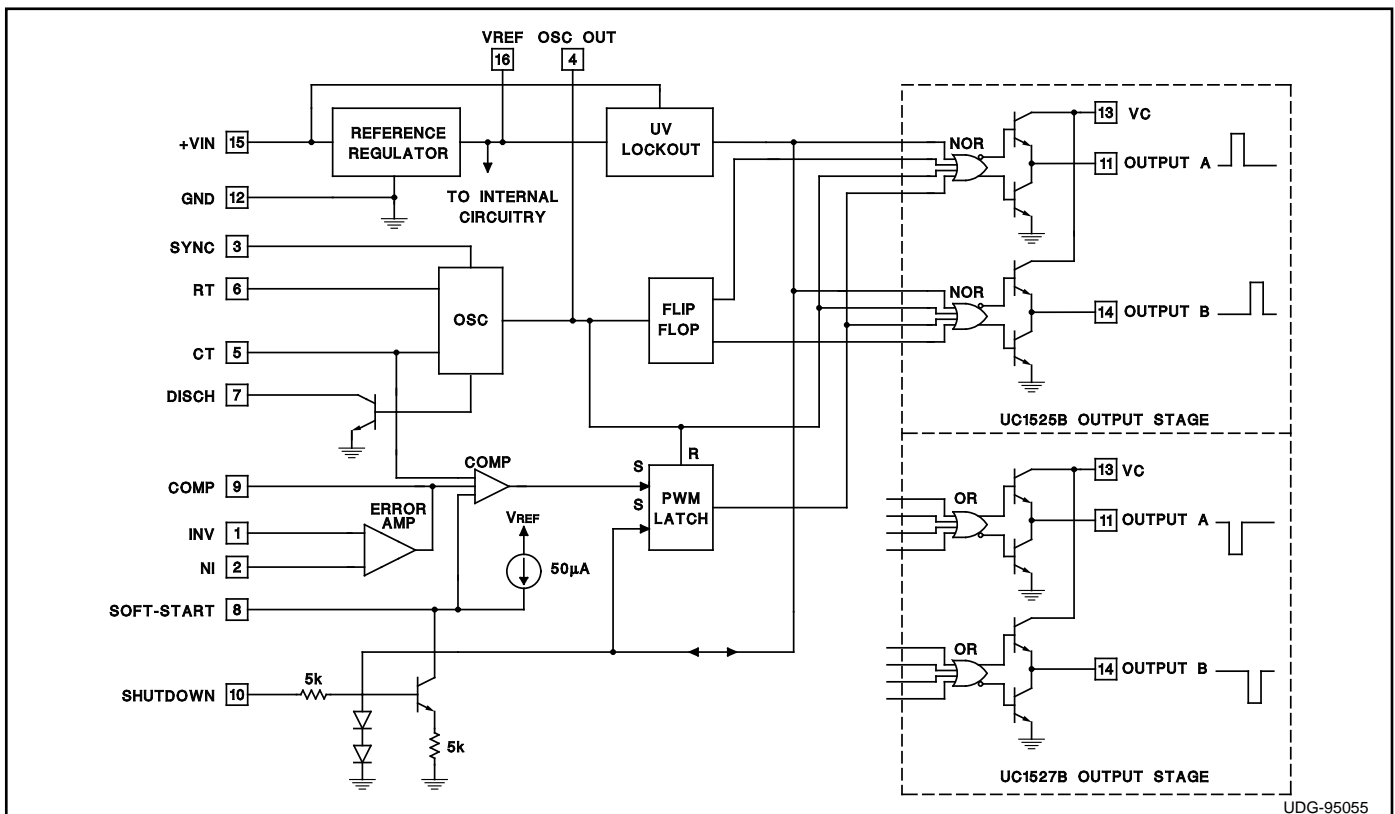 VREF OSC OUT
16
4
+VIN 15
REFERENCE
REGULATOR
UV
LOCKOUT
TO INTERNAL
CIRCUITRY
GND 12
SYNC 3
RT 6
OSC
CT 5
DISCH 7
FLIP
FLOP
NOR
13 VC
11 OUTPUT A
NOR
14 OUTPUT B
UC1525B OUTPUT STAGE
COMP 9
COMP
S
R
S
PWM
LATCH
ERROR
AMP
INV 1
NI 2
VREF
50µA
SOFT-START 8
SHUTDOWN 10
5k
5k
OR
13 VC
11 OUTPUT A
OR
14 OUTPUT B
UC1527B OUTPUT STAGE
UDG-95055